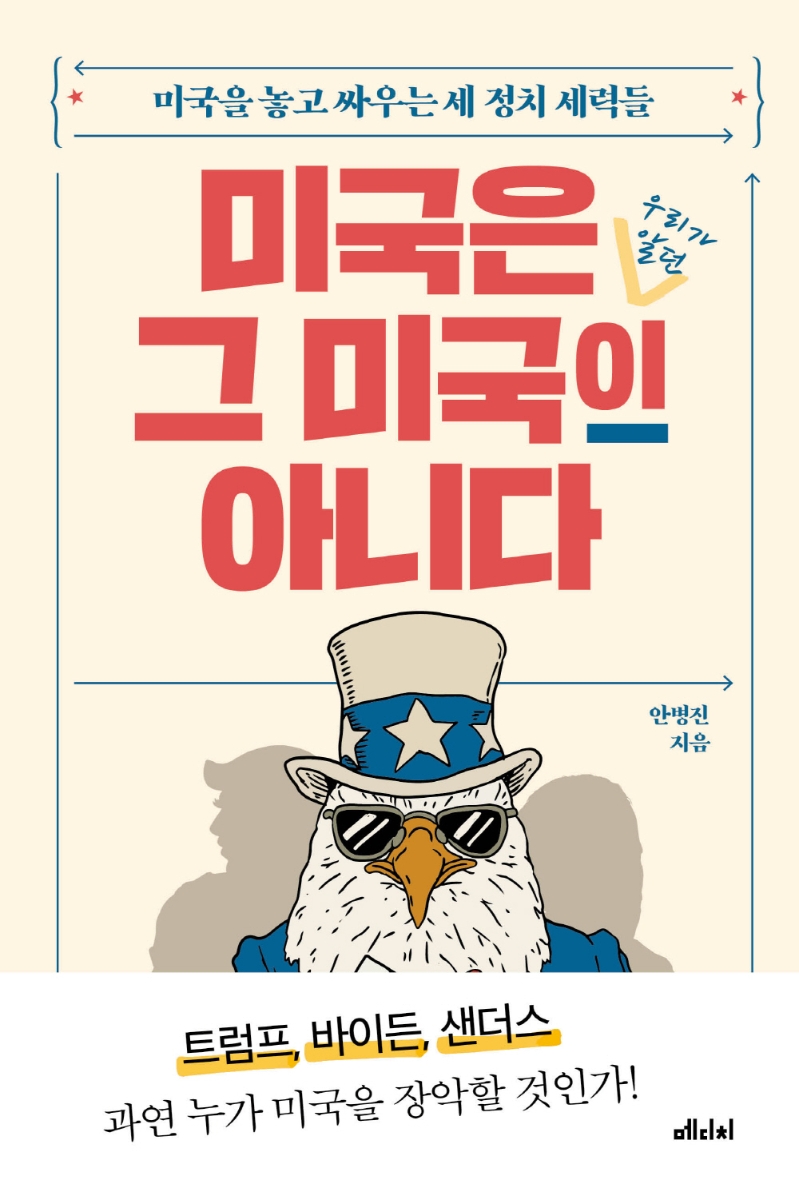 미국을 놓고 싸우는 세 정치 세력들
미국은
우리가
알던
그 미국이
아니다
안병진
지음
트럼프, 바이든, 샌더스
과연 누가 미국을 장악할 것인가!
메디치